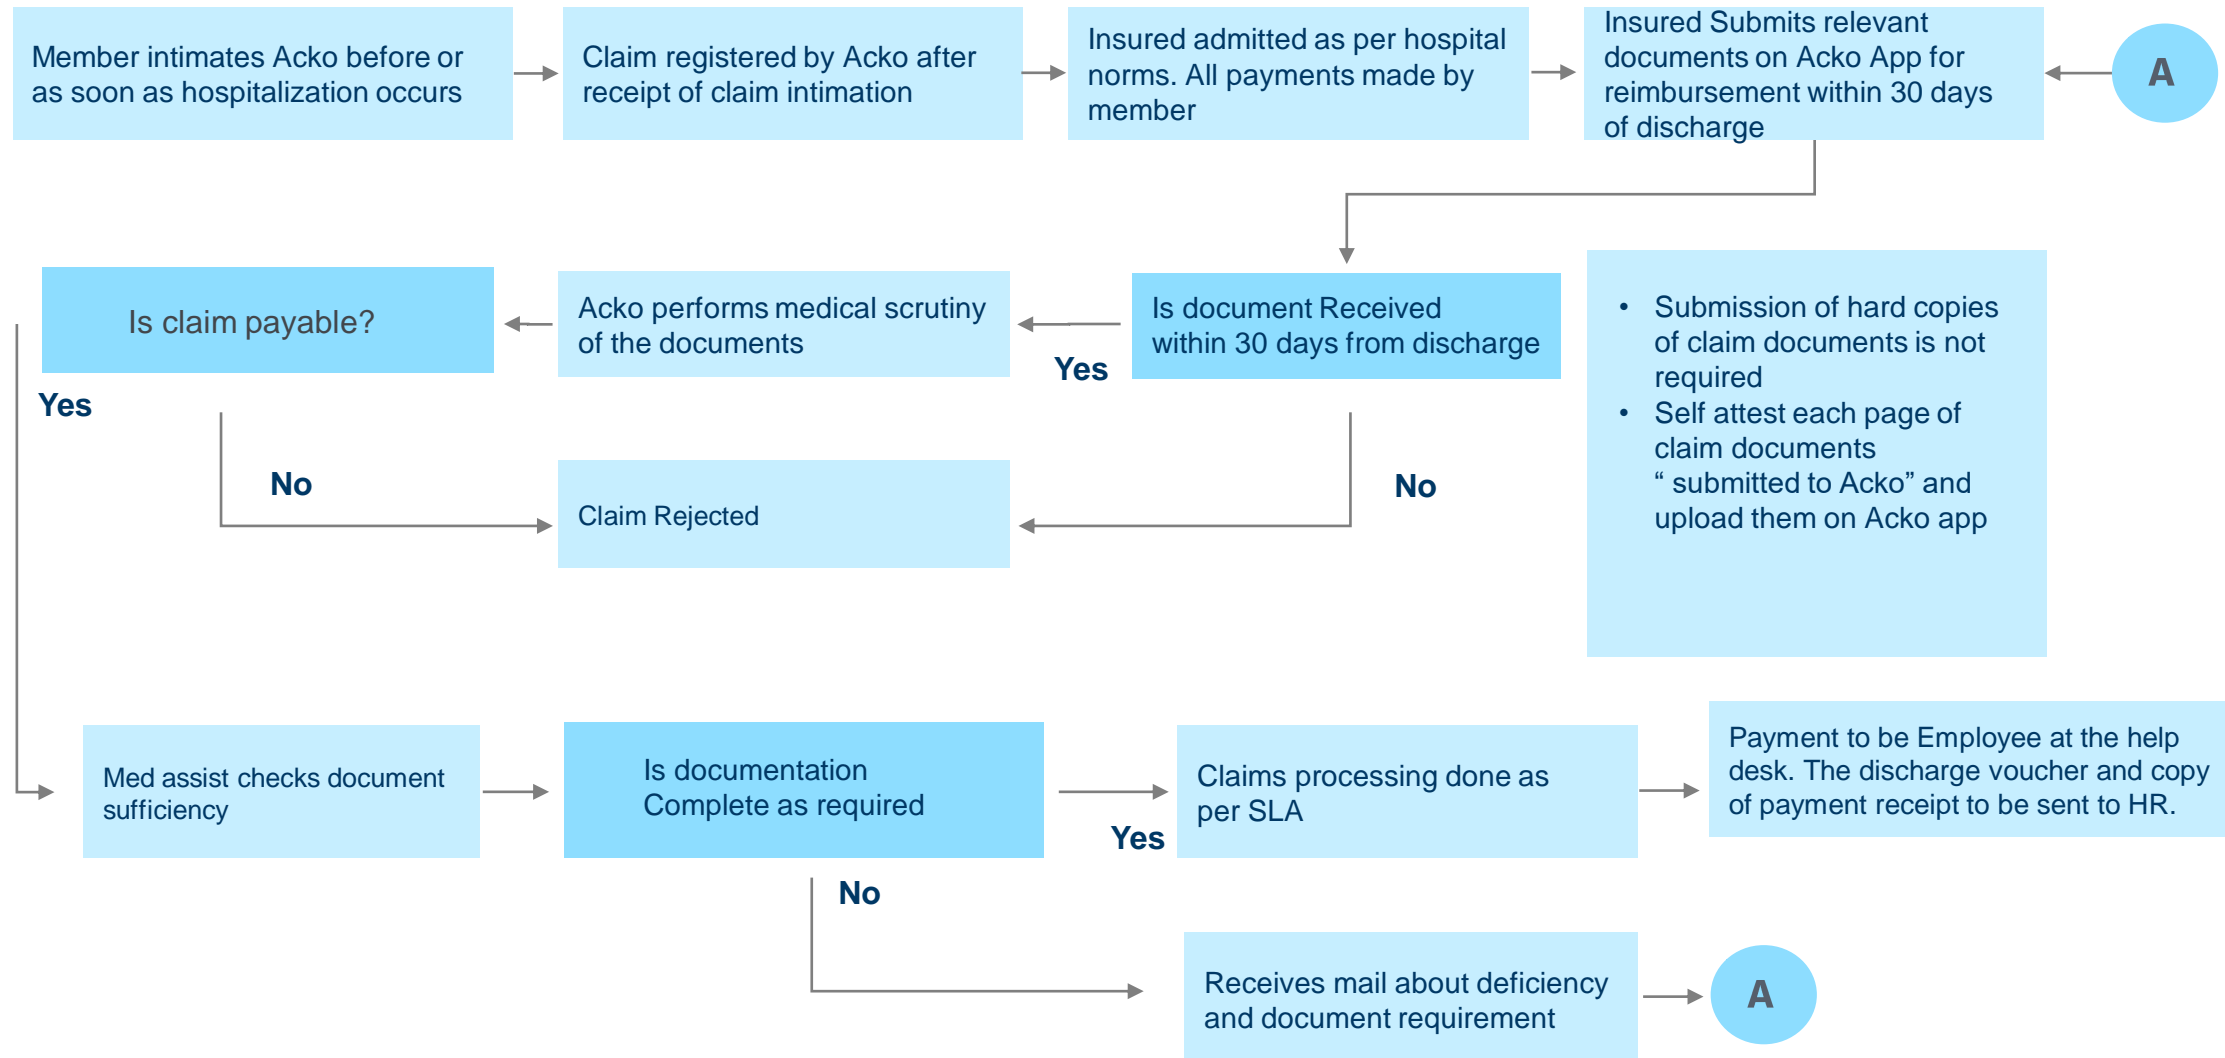 Member intimates Acko before or
as soon as hospitalization occurs
Claim registered by Acko after
receipt of claim intimation
Insured admitted as per hospital
norms. All payments made by
member
Insured Submits relevant
documents on Acko App for
reimbursement within 30 days
of discharge
A
Is claim payable?
Acko performs medical scrutiny
of the documents
Is document Received
within 30 days from discharge
Yes
Yes
No
No
Claim Rejected
• Submission of hard copies
of claim documents is not
required
• Self attest each page of
claim documents
“ submitted to Acko” and
upload them on Acko app
Med assist checks document
sufficiency
Is documentation
Complete as required
Yes
No
Claims processing done as
per SLA
Payment to be Employee at the help
desk. The discharge voucher and copy
of payment receipt to be sent to HR.
Receives mail about deficiency
and document requirement
A